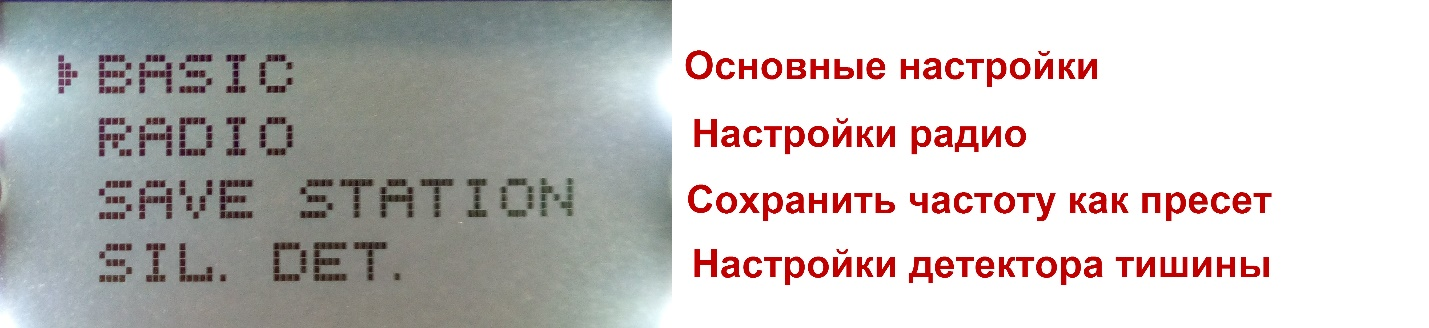 BASIC Основные настройки
RADIO Настройки радио
SAVE STATION Сохранить частоту как пресет
SIL. DET. Настройки детектора тишины